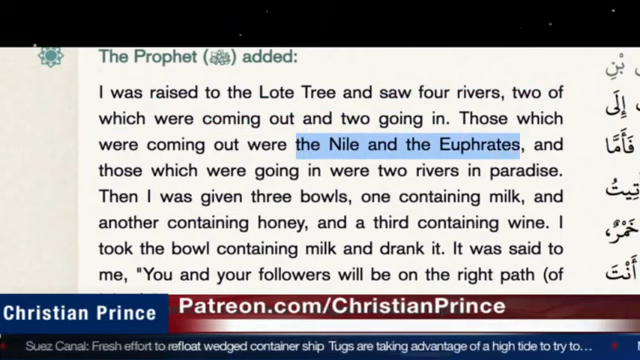 The Prophet (ﷺ) added:
I was raised to the Lote Tree and saw four rivers, two of
which were coming out and two going in. Those which
were coming out were the Nile and the Euphrates, and
those which were going in were two rivers in paradise.
Then I was given three bowls, one containing milk, and
another containing honey, and a third containing wine. I
took the bowl containing milk and drank it. It was said to
me, "You and your followers will be on the right path (of
بْنِ
إِلَى
فَأَمَّا
خَمْرٌ،
أَنْتَ
Christian Prince
Patreon.com/ChristianPrince
Suez Canal: Fresh effort to refloat wedged container ship Tugs are taking advantage of a high tide to try to…